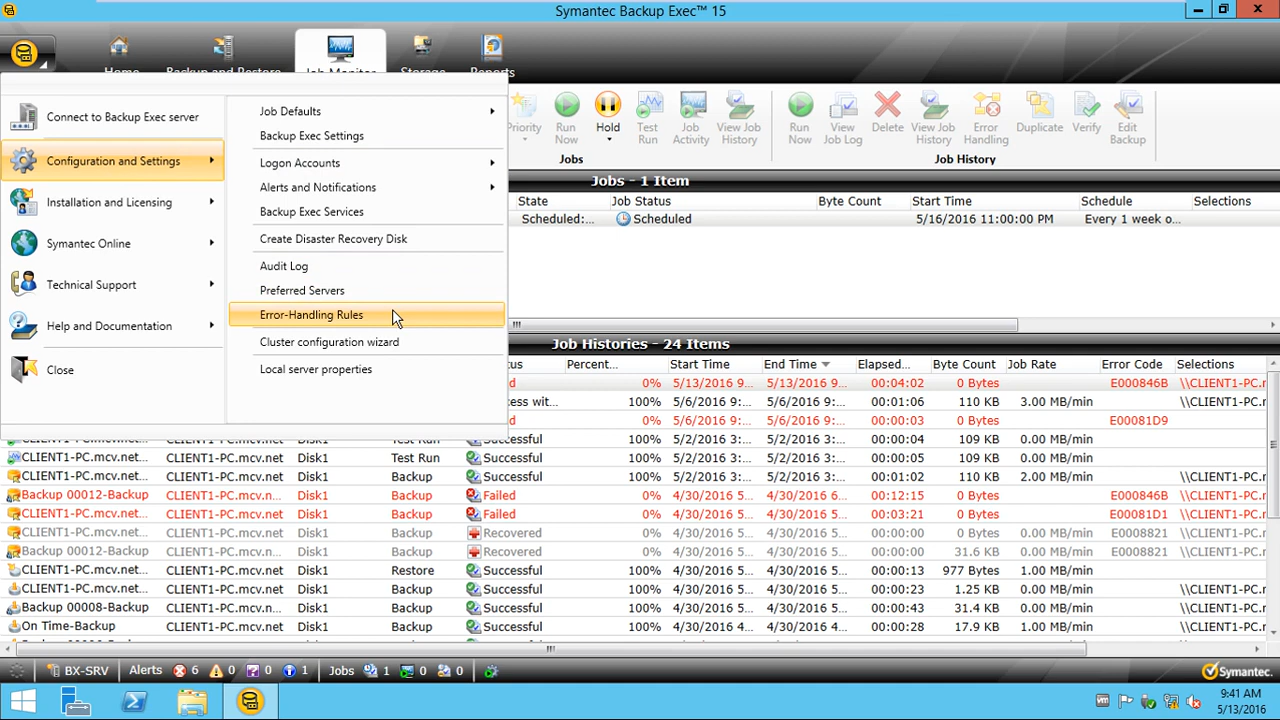 Symantec Backup Exec™ 15
Home
Backup and Restore
Job Monitor
Storage
Reports
Connect to Backup Exec server
Configuration and Settings
Installation and Licensing
Symantec Online
Technical Support
Help and Documentation
Close
Job Defaults
Backup Exec Settings
Logon Accounts
Alerts and Notifications
Backup Exec Services
Create Disaster Recovery Disk
Audit Log
Preferred Servers
Error-Handling Rules
Cluster configuration wizard
Local server properties
Priority
Run Now
Hold
Test Run
Job Activity
View Job History
Jobs
Run Now
View Job Log
Delete
View Job History
Error Handling
Duplicate
Verify
Edit Backup
Job History
Jobs - 1 Item
State Job Status Byte Count Start Time Schedule Selections
Scheduled:... Scheduled 5/16/2016 11:00:00 PM Every 1 week o...
Job Histories - 24 Items
Percent... Start Time End Time Elapsed... Byte Count Job Rate Error Code Selections
0% 5/13/2016 9... 5/13/2016 9... 00:04:02 0 Bytes E000846B \\CLIENT1-PC.r
100% 5/6/2016 9:... 5/6/2016 9:... 00:01:06 110 KB 3.00 MB/min \\CLIENT1-PC.r
0% 5/6/2016 9:... 5/6/2016 9:... 00:00:00 0 Bytes E00081D9
CLIENT1-PC.mcv.net... CLIENT1-PC.mcv.net Disk1 Test Run Successful 100% 5/2/2016 3:... 5/2/2016 3:... 00:00:04 109 KB 0.00 MB/min
CLIENT1-PC.mcv.net... CLIENT1-PC.mcv.net Disk1 Test Run Successful 100% 5/2/2016 3:... 5/2/2016 3:... 00:00:05 109 KB 0.00 MB/min
CLIENT1-PC.mcv.net... CLIENT1-PC.mcv.net Disk1 Backup Successful 100% 5/2/2016 3:... 5/2/2016 3:... 00:01:02 110 KB 2.00 MB/min \\CLIENT1-PC.r
Backup 00012-Backup CLIENT1-PC.mcv.n... Disk1 Backup Failed 0% 4/30/2016 5... 4/30/2016 6... 00:12:15 0 Bytes E000846B \\CLIENT1-PC.r
CLIENT1-PC.mcv.net... CLIENT1-PC.mcv.net Disk1 Backup Failed 0% 4/30/2016 5... 4/30/2016 5... 00:03:21 0 Bytes E00081D1 \\CLIENT1-PC.r
CLIENT1-PC.mcv.net... CLIENT1-PC.mcv.net Disk1 Backup Recovered 0% 4/30/2016 5... 4/30/2016 5... 00:00:00 0 Bytes E0008821 \\CLIENT1-PC.r
Backup 00012-Backup CLIENT1-PC.mcv.n... Disk1 Backup Recovered 0% 4/30/2016 5... 4/30/2016 5... 00:00:00 31.6 KB E0008821 \\CLIENT1-PC.r
CLIENT1-PC.mcv.net... CLIENT1-PC.mcv.net Disk1 Restore Successful 100% 4/30/2016 5... 4/30/2016 5... 00:00:13 977 Bytes 1.00 MB/min
CLIENT1-PC.mcv.net... CLIENT1-PC.mcv.net Disk1 Backup Successful 100% 4/30/2016 5... 4/30/2016 5... 00:00:23 1.25 KB 0.00 MB/min \\CLIENT1-PC.r
Backup 00008-Backup CLIENT1-PC.mcv.net Disk1 Backup Successful 100% 4/30/2016 5... 4/30/2016 5... 00:00:43 31.4 KB 0.00 MB/min \\CLIENT1-PC.r
On Time-Backup CLIENT1-PC.mcv.net Disk1 Backup Successful 100% 4/30/2016 5... 4/30/2016 5... 00:00:28 17.9 KB 0.00 MB/min \\CLIENT1-PC.r
BX-SRV Alerts 6 0 0 1 Jobs 1 0 0 Symantec.
9:41 AM
5/13/2016